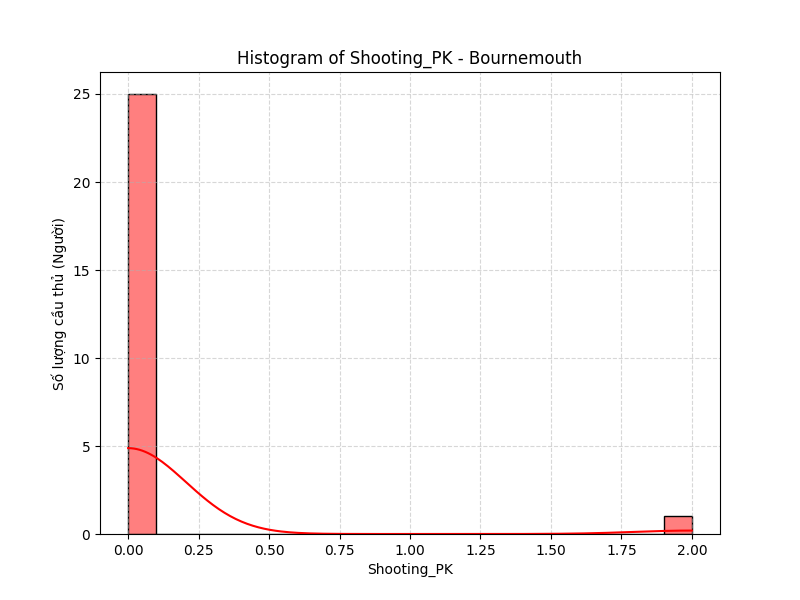 Histogram of Shooting_PK - Bournemouth
Số lượng cầu thủ (Người)
25
20
15
10
5
0
0.00 0.25 0.50 0.75 1.00 1.25 1.50 1.75 2.00
Shooting_PK